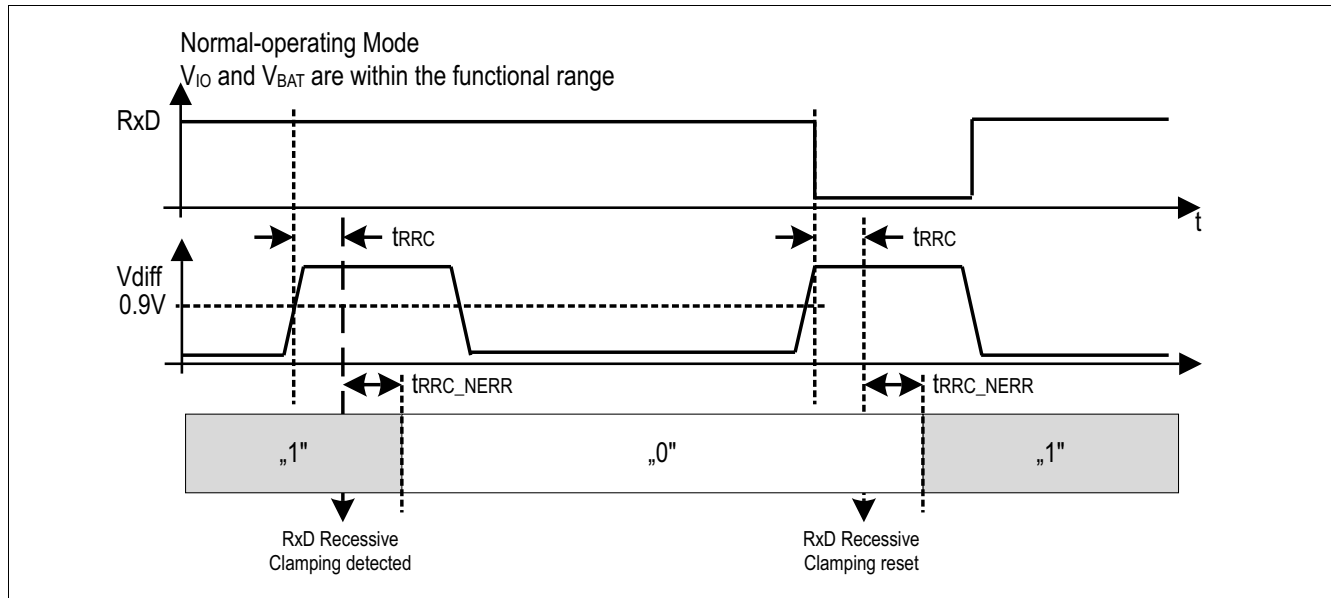 Normal-operating Mode
VIO and VBAT are within the functional range
RxD
t
tRRC
tRRC
Vdiff
0.9V
tRRC_NERR
tRRC_NERR
„1"
„0"
„1"
RxD Recessive
Clamping detected
RxD Recessive
Clamping reset